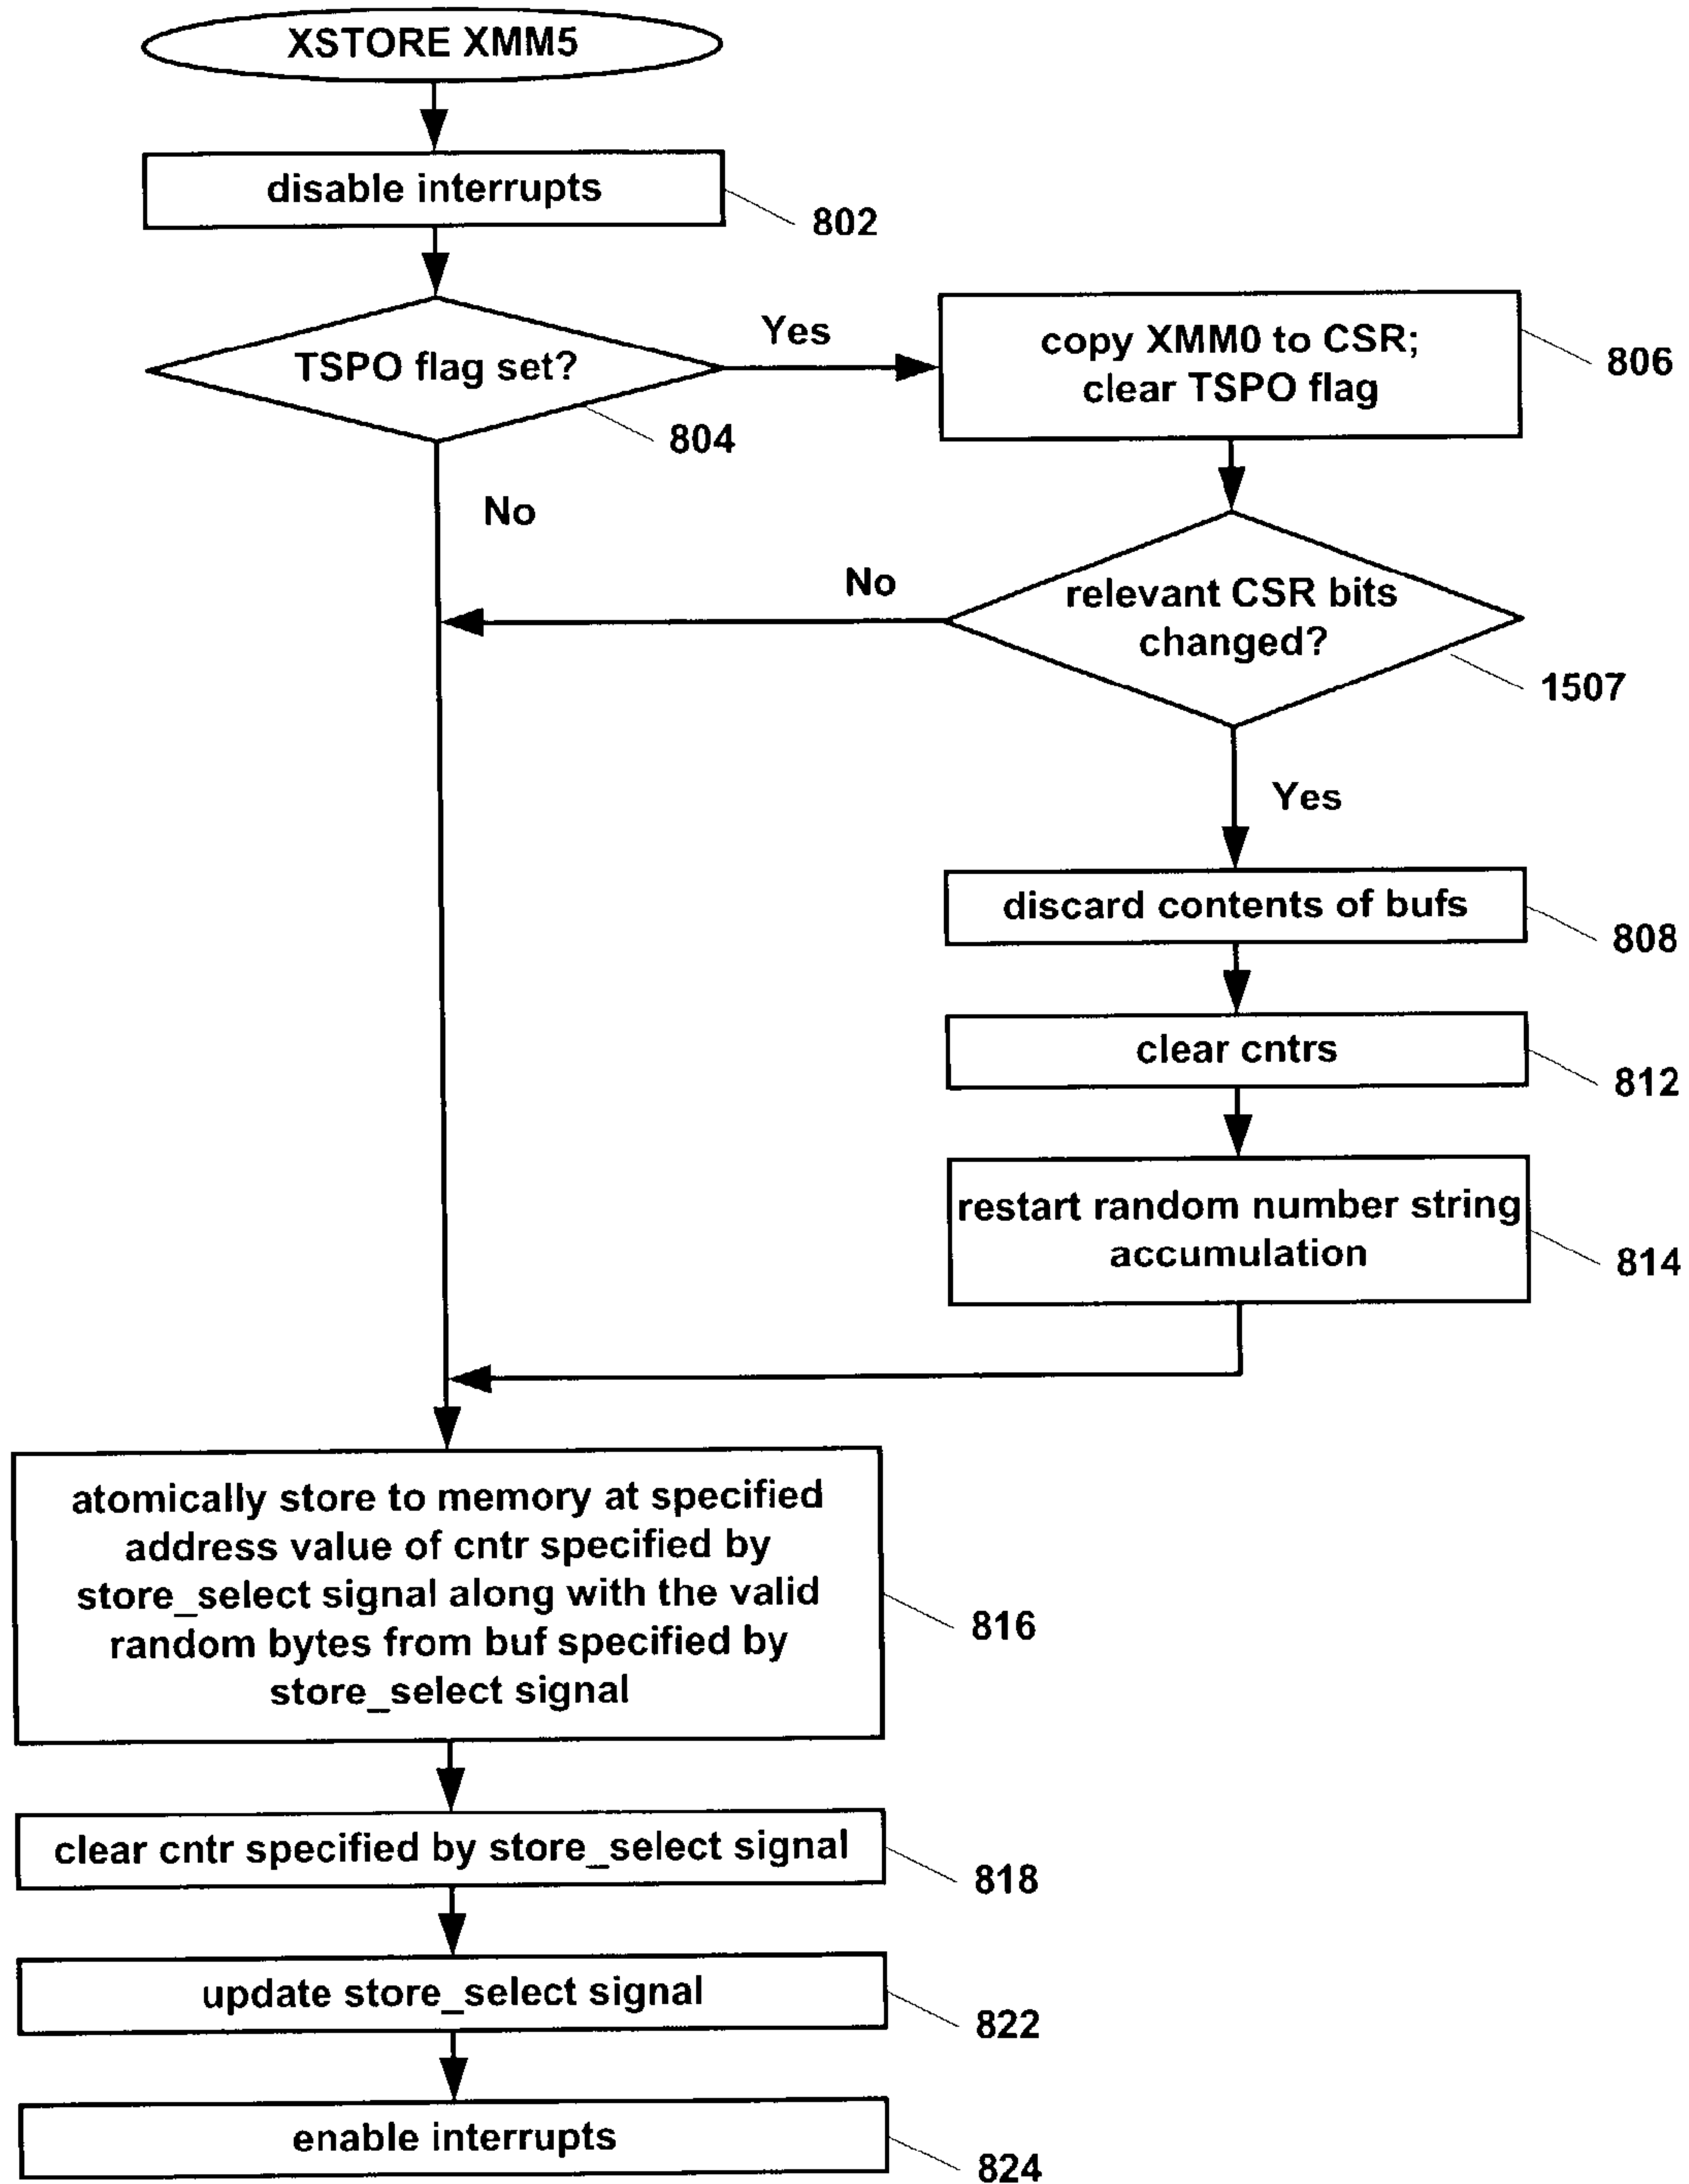 XSTORE XMM5
disable interrupts
802
TSPO flag set?
804
Yes
copy XMM0 to CSR;
clear TSPO flag
806
No
No
relevant CSR bits
changed?
1507
Yes
discard contents of bufs
808
clear cntrs
812
restart random number string
accumulation
814
atomically store to memory at specified
address value of cntr specified by
store_select signal along with the valid
random bytes from buf specified by
store_select signal
816
clear cntr specified by store_select signal
818
update store_select signal
822
enable interrupts
824